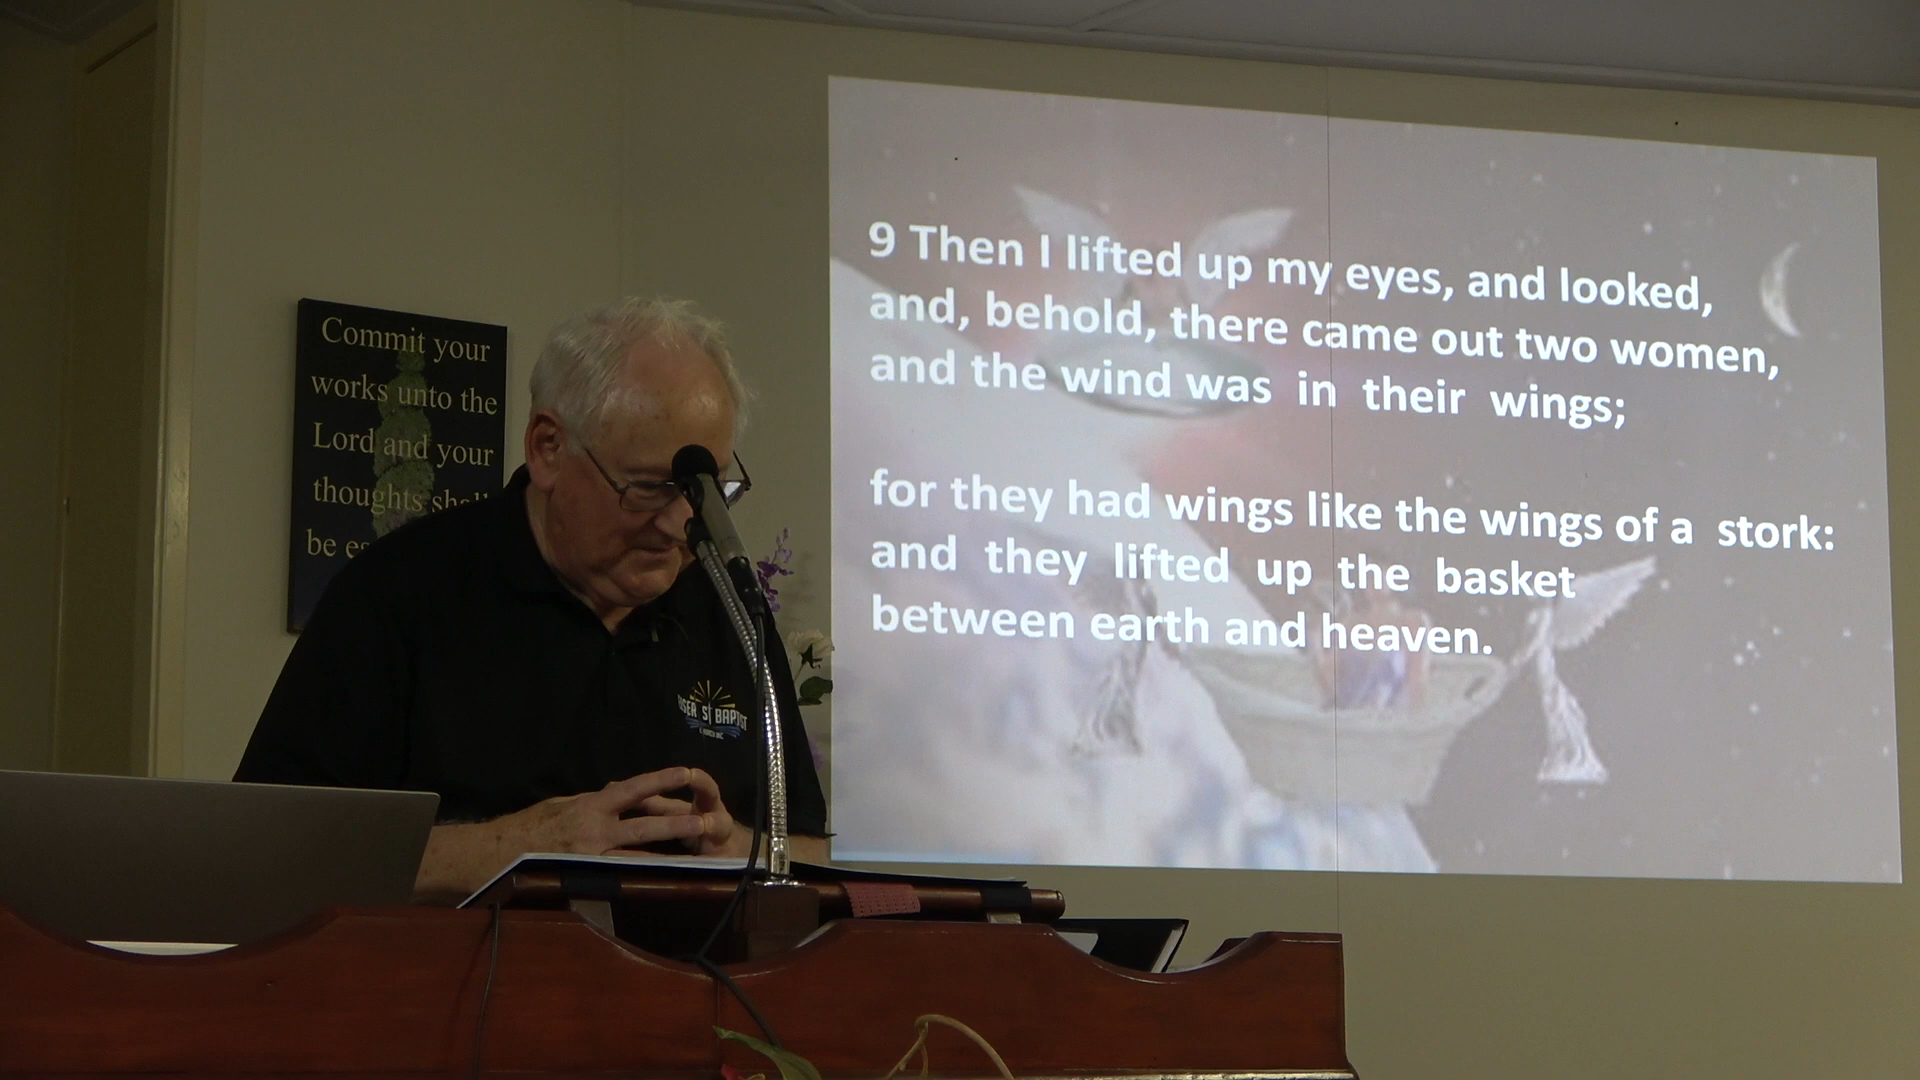 Commit your
works unto the
Lord and your
thoughts
be
9 Then I lifted up my eyes, and looked,
and, behold, there came out two women,
and the wind was in their wings;
for they had wings like the wings of a stork:
and they lifted up the basket
between earth and heaven.
ST BAPTIST